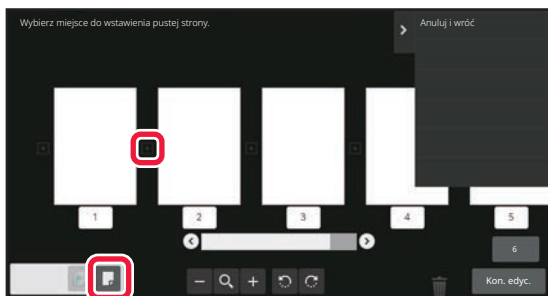 Wybierz miejsce do wstawienia pustej strony.
Anuluj i wróć
1
2
3
4
5
6
Kon. edyc.